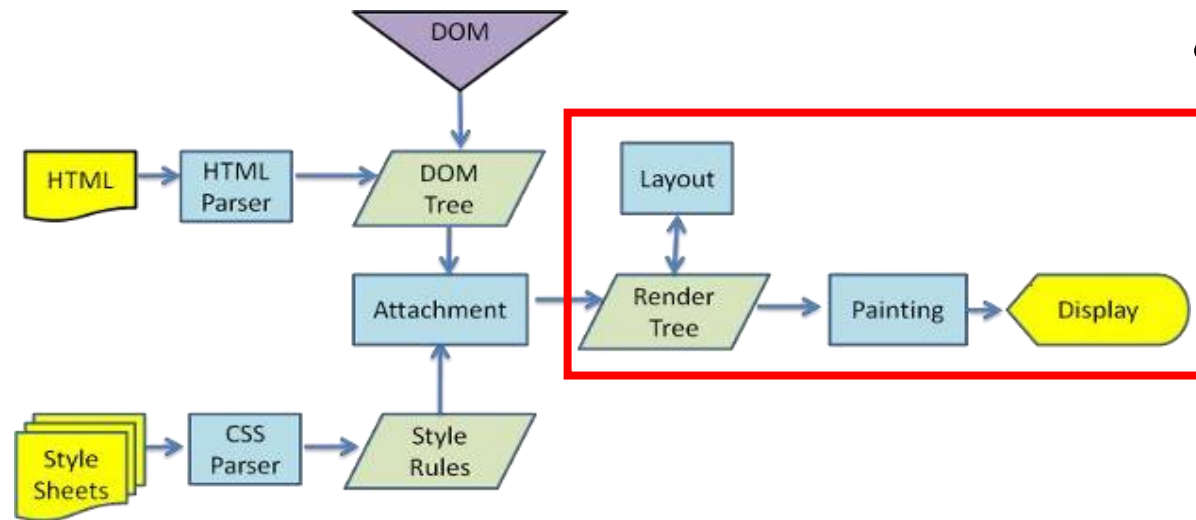 DOM
HTML
HTML
Parser
DOM
Tree
Layout
Attachment
Render
Tree
Painting
Display
Style
Sheets
CSS
Parser
Style
Rules